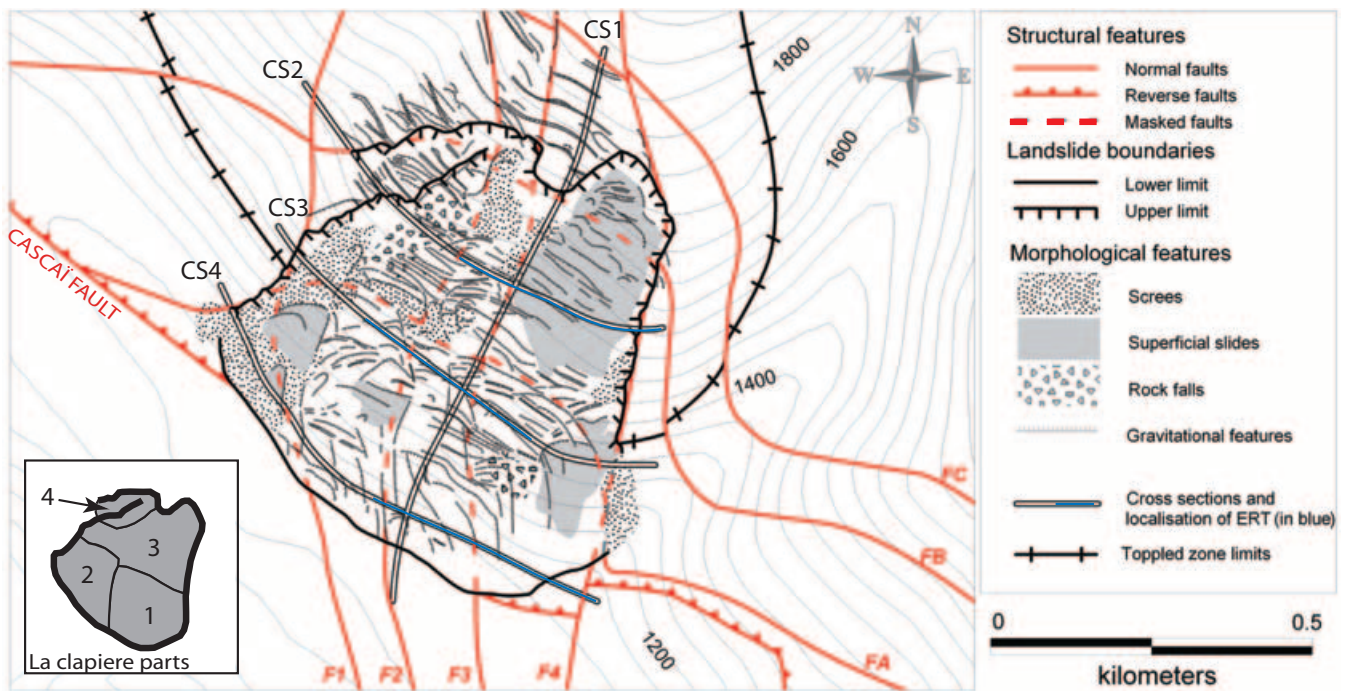 CS1
CS2
CS3
CS4
N
W E
S
1800
1600
1400
1200
CASCAÏ FAULT
FC
FB
FA
F1 F2 F3 F4
4
3
2
1
La clapiere parts
Structural features
Normal faults
Reverse faults
Masked faults
Landslide boundaries
Lower limit
Upper limit
Morphological features
Screes
Superficial slides
Rock falls
Gravitational features
Cross sections and
localisation of ERT (in blue)
Toppled zone limits
0 0.5
kilometers